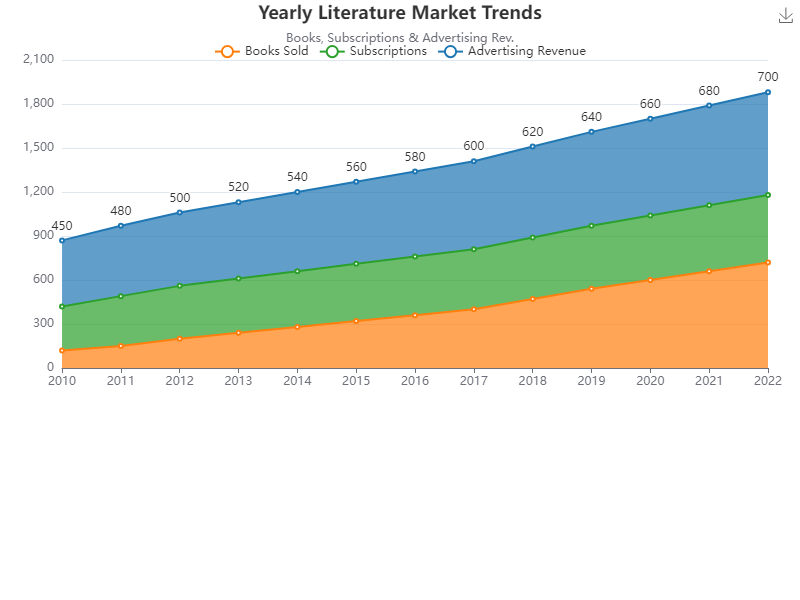 Yearly Literature Market Trends
Books, Subscriptions & Advertising Rev.
Books Sold Subscriptions Advertising Revenue
2,100
1,800
1,500
1,200
900
600
300
0
450 480 500 520 540 560 580 600 620 640 660 680 700
2010 2011 2012 2013 2014 2015 2016 2017 2018 2019 2020 2021 2022